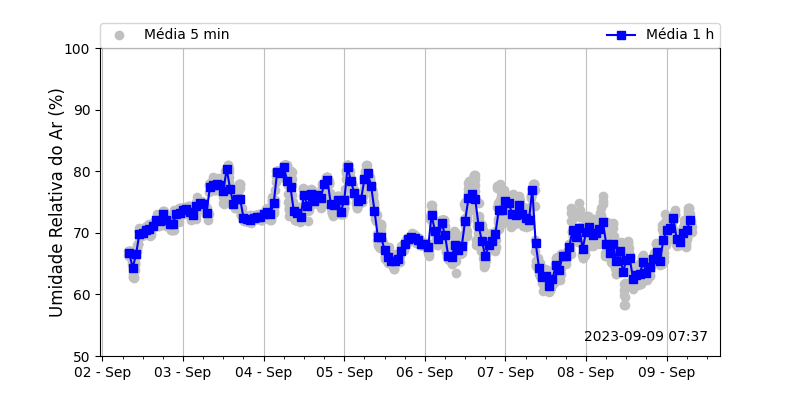 Média 5 min
Média 1 h
Umidade Relativa do Ar (%)
100
90
80
70
60
50
2023-09-09 07:37
02 - Sep
03 - Sep
04 - Sep
05 - Sep
06 - Sep
07 - Sep
08 - Sep
09 - Sep